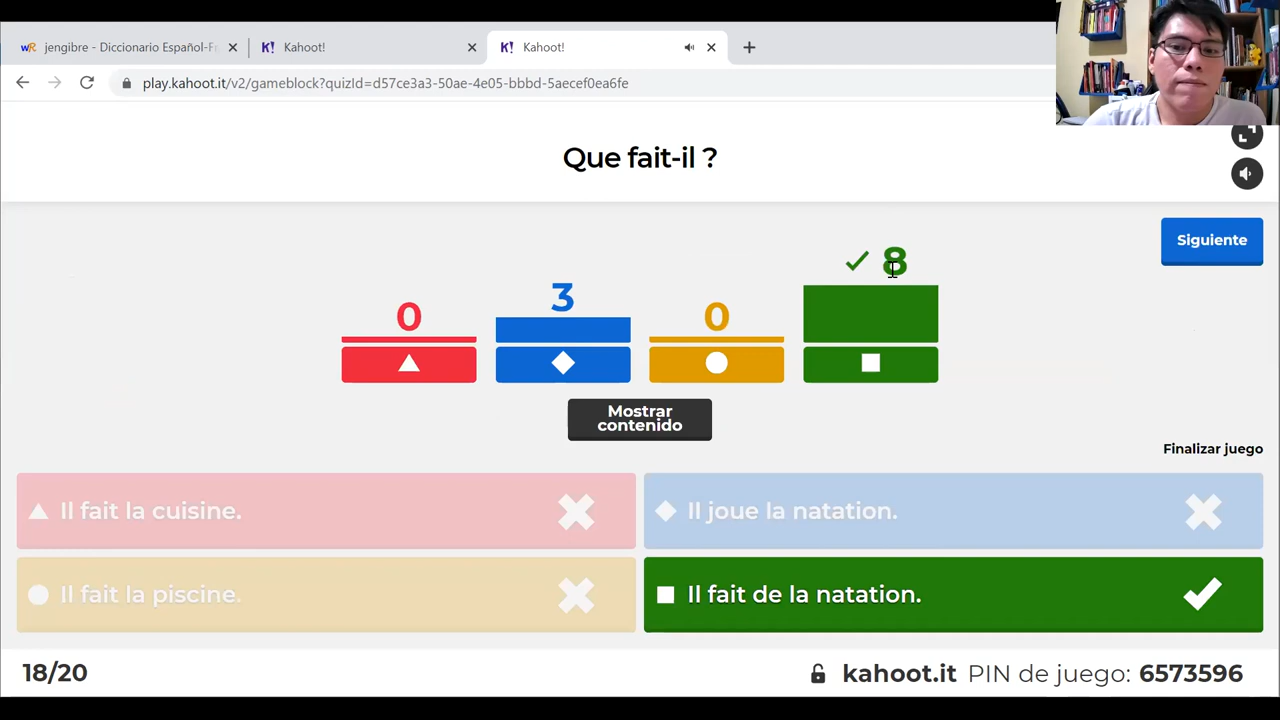 wR jengibre - Diccionario Español-Fr
K! Kahoot!
K! Kahoot!
play.kahoot.it/v2/gameblock?quizId=d57ce3a3-50ae-4e05-bbbd-5aecef0ea6fe
Que fait-il ?
Siguiente
0
3
0
8
Mostrar
contenido
Finalizar juego
Il fait la cuisine.
Il joue la natation.
Il fait la piscine.
Il fait de la natation.
18/20
kahoot.it PIN de juego: 6573596